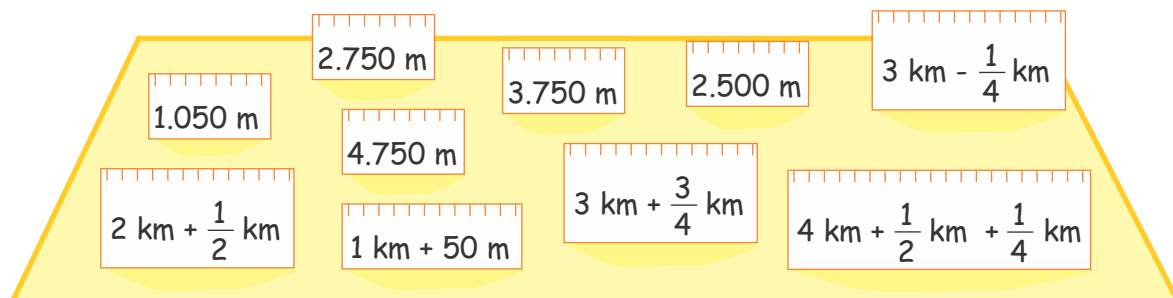 2.750 m
3 km - 1/4 km
1.050 m
3.750 m
2.500 m
4.750 m
2 km + 1/2 km
1 km + 50 m
3 km + 3/4 km
4 km + 1/2 km + 1/4 km